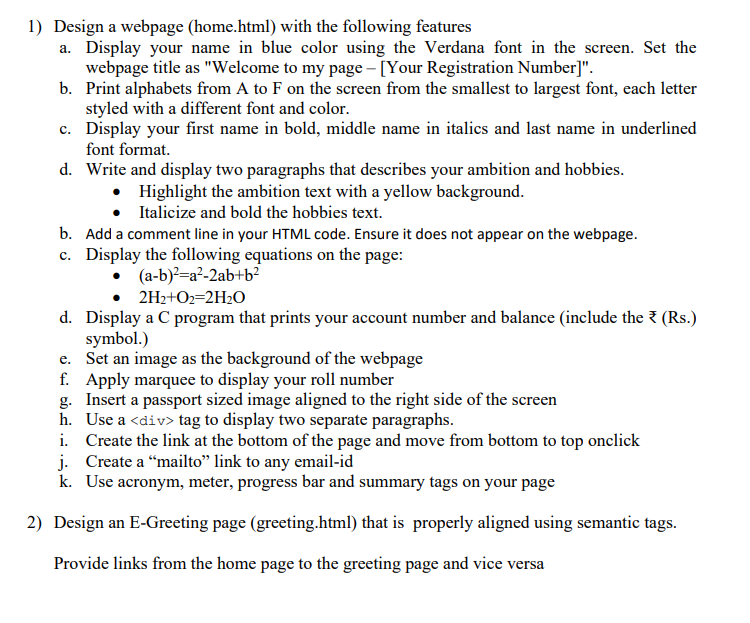 1) Design a webpage (home.html) with the following features
a. Display your name in blue color using the Verdana font in the screen. Set the
webpage title as "Welcome to my page – [Your Registration Number]".
b. Print alphabets from A to F on the screen from the smallest to largest font, each letter
styled with a different font and color.
c. Display your first name in bold, middle name in italics and last name in underlined
font format.
d. Write and display two paragraphs that describes your ambition and hobbies.
• Highlight the ambition text with a yellow background.
• Italicize and bold the hobbies text.
b. Add a comment line in your HTML code. Ensure it does not appear on the webpage.
c. Display the following equations on the page:
• (a-b)²=a²-2ab+b²
• 2H₂+O₂=2H₂O
d. Display a C program that prints your account number and balance (include the ₹ (Rs.)
symbol.)
e. Set an image as the background of the webpage
f. Apply marquee to display your roll number
g. Insert a passport sized image aligned to the right side of the screen
h. Use a <div> tag to display two separate paragraphs.
i. Create the link at the bottom of the page and move from bottom to top onclick
j. Create a “mailto” link to any email-id
k. Use acronym, meter, progress bar and summary tags on your page
2) Design an E-Greeting page (greeting.html) that is properly aligned using semantic tags.
Provide links from the home page to the greeting page and vice versa